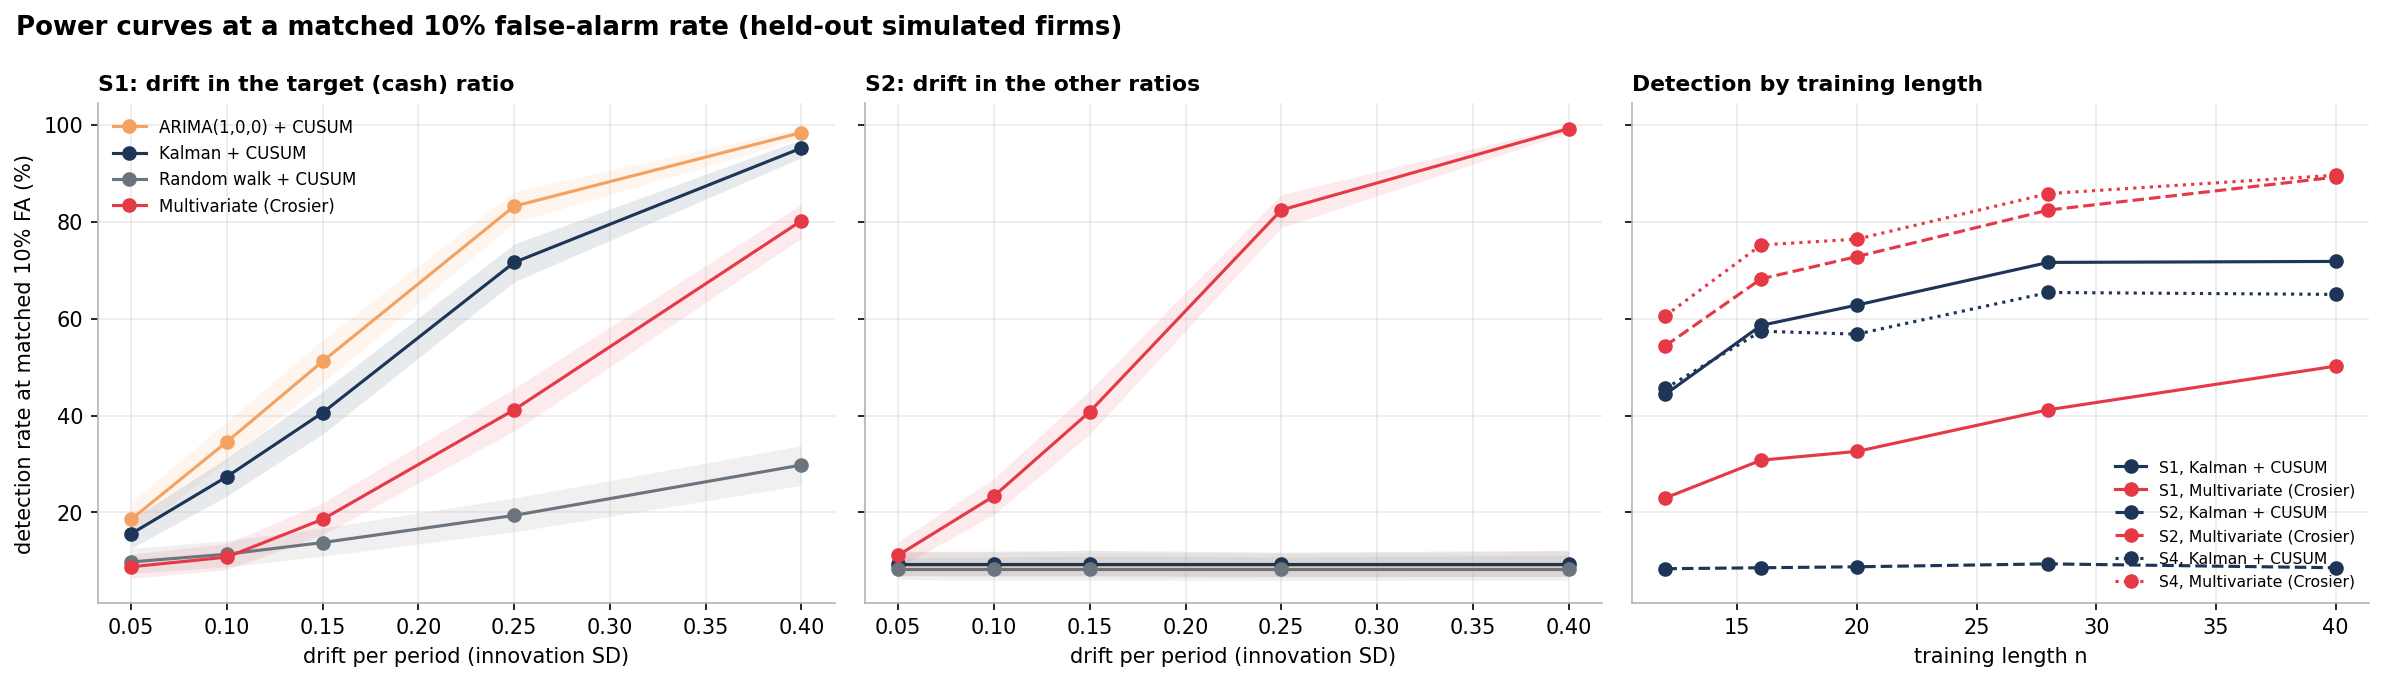 Power curves at a matched 10% false-alarm rate (held-out simulated firms)
S1: drift in the target (cash) ratio
detection rate at matched 10% FA (%)
100
80
60
40
20
ARIMA(1,0,0) + CUSUM
Kalman + CUSUM
Random walk + CUSUM
Multivariate (Crosier)
0.05 0.10 0.15 0.20 0.25 0.30 0.35 0.40
drift per period (innovation SD)
S2: drift in the other ratios
0.05 0.10 0.15 0.20 0.25 0.30 0.35 0.40
drift per period (innovation SD)
Detection by training length
S1, Kalman + CUSUM
S1, Multivariate (Crosier)
S2, Kalman + CUSUM
S2, Multivariate (Crosier)
S4, Kalman + CUSUM
S4, Multivariate (Crosier)
15 20 25 30 35 40
training length n